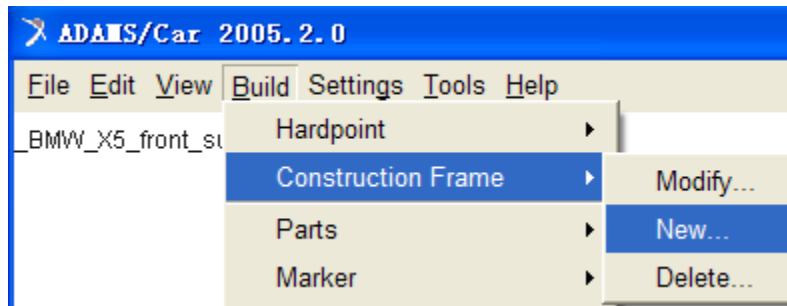 ADAMS/Car 2005.2.0
File Edit View Build Settings Tools Help
_BMW_X5_front_su
Hardpoint
Construction Frame
Modify...
Parts
New...
Marker
Delete...